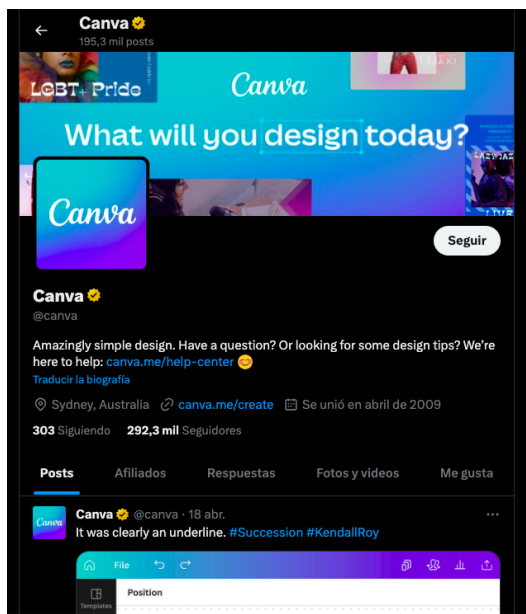 Canva
195,3 mil posts
LGBT+ Pride
Canva
What will you design today?
LIVE
Canva
Seguir
Canva
@canva
Amazingly simple design. Have a question? Or looking for some design tips? We're
here to help: canva.me/help-center
Traducir la biografía
Sydney, Australia canva.me/create Se unió en abril de 2009
303 Siguiendo 292,3 mil Seguidores
Posts Afiliados Respuestas Fotos y videos Me gusta
Canva
Canva @canva · 18 abr.
It was clearly an underline. #Succession #KendallRoy
File
Position
Templates